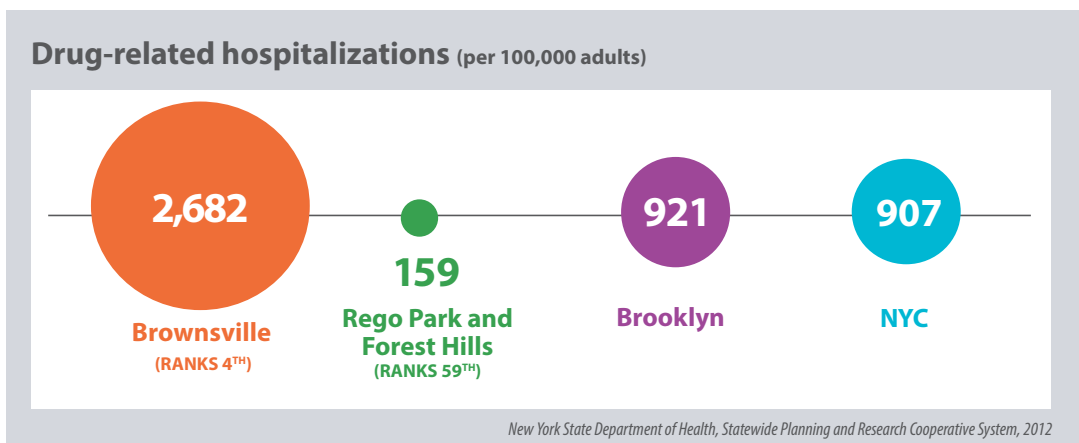 Drug-related hospitalizations (per 100,000 adults)
2,682
Brownsville
(RANKS 4TH)
159
Rego Park and
Forest Hills
(RANKS 59TH)
921
Brooklyn
907
NYC
New York State Department of Health, Statewide Planning and Research Cooperative System, 2012